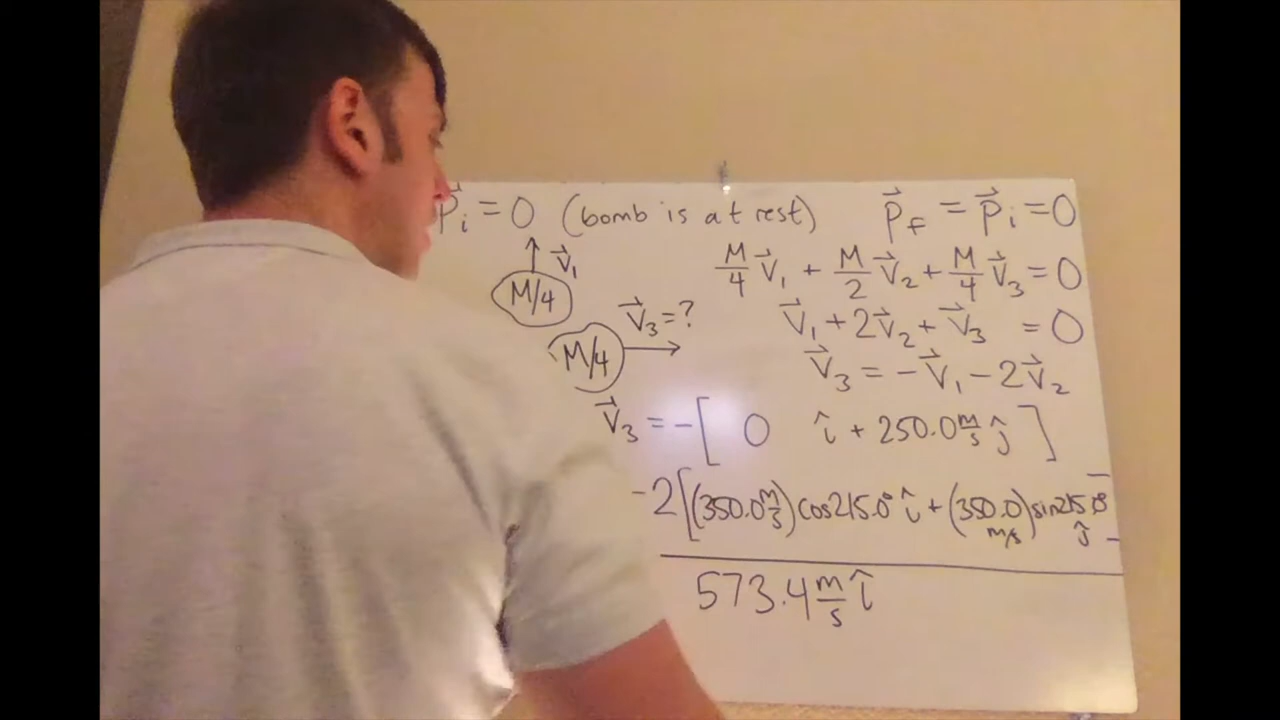 p⃗ᵢ = 0 (bomb is at rest)
p⃗_F = p⃗ᵢ = 0
M/4 v⃗₁ + M/2 v⃗₂ + M/4 v⃗₃ = 0
v⃗₁
M/4
v⃗₃ = ?
M/4
v⃗₁ + 2v⃗₂ + v⃗₃ = 0
v⃗₃ = -v⃗₁ - 2v⃗₂
v⃗₃ = -[ 0 î + 250.0 m/s ĵ ]
-2[(350.0 m/s)cos215.0° î + (350.0 m/s)sin215.0° ĵ
573.4 m/s î